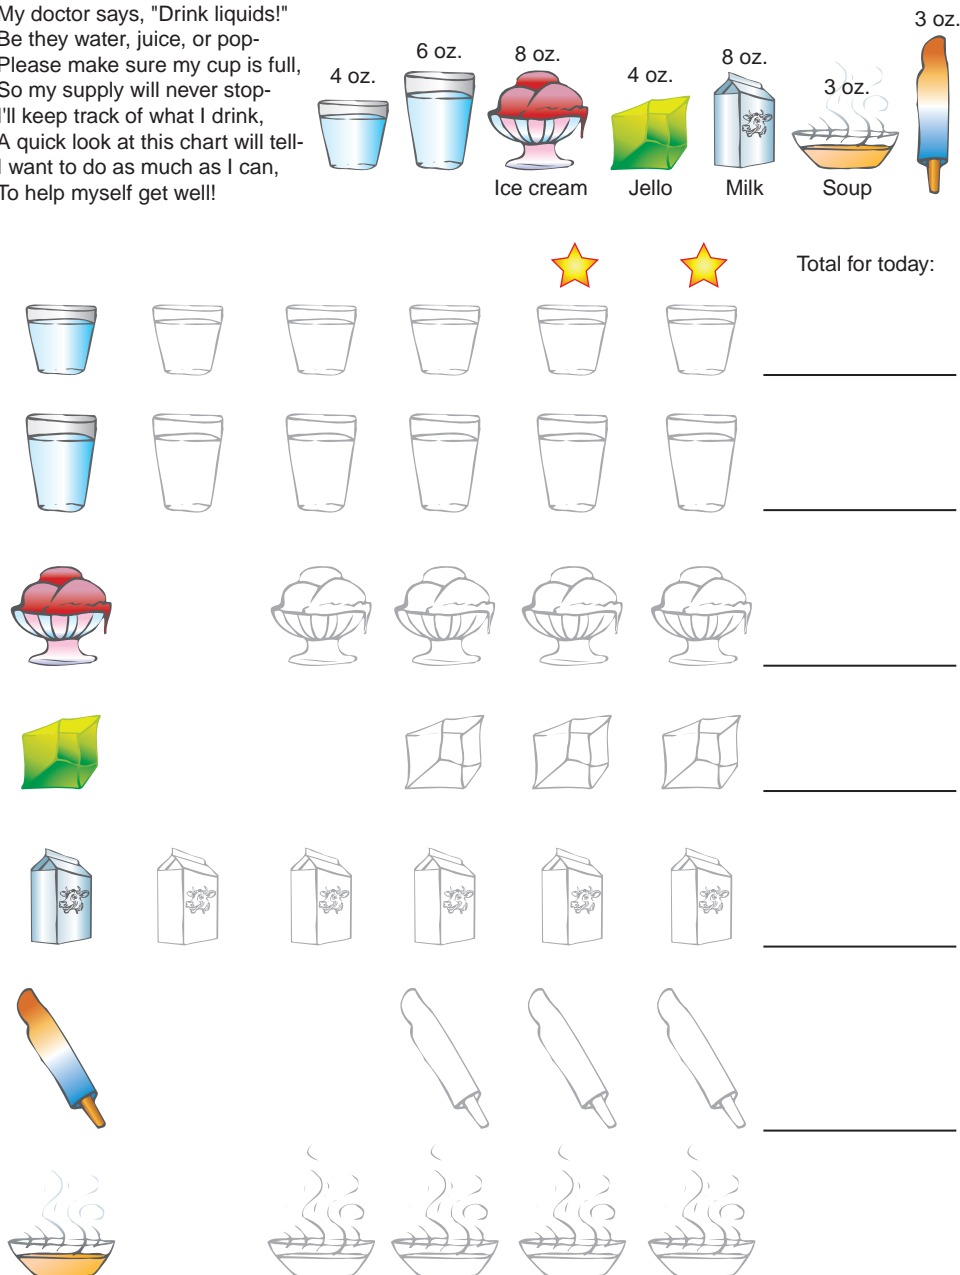 My doctor says, "Drink liquids!"
Be they water, juice, or pop-
Please make sure my cup is full,
So my supply will never stop-
I'll keep track of what I drink,
A quick look at this chart will tell-
I want to do as much as I can,
To help myself get well!
4 oz.
6 oz.
8 oz.
4 oz.
8 oz.
3 oz.
3 oz.
Ice cream
Jello
Milk
Soup
Total for today: